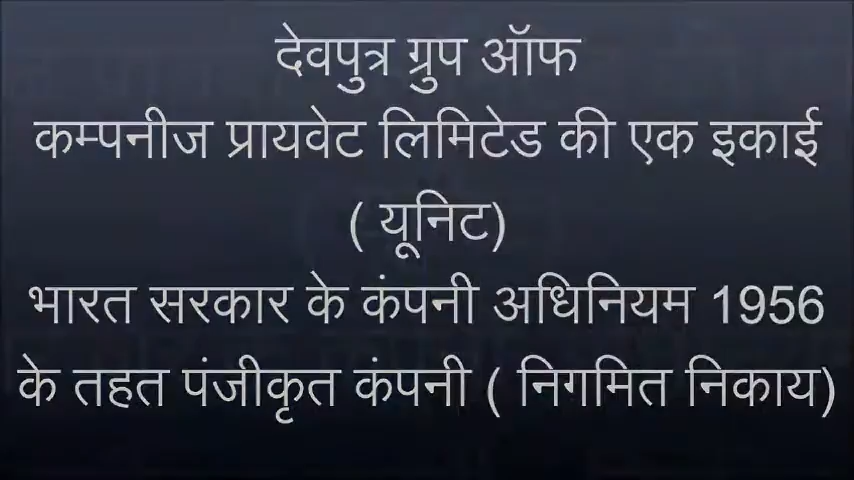 देवपुत्र ग्रुप ऑफ
कम्पनीज प्रायवेट लिमिटेड की एक इकाई
( यूनिट)
भारत सरकार के कंपनी अधिनियम 1956
के तहत पंजीकृत कंपनी ( निगमित निकाय)